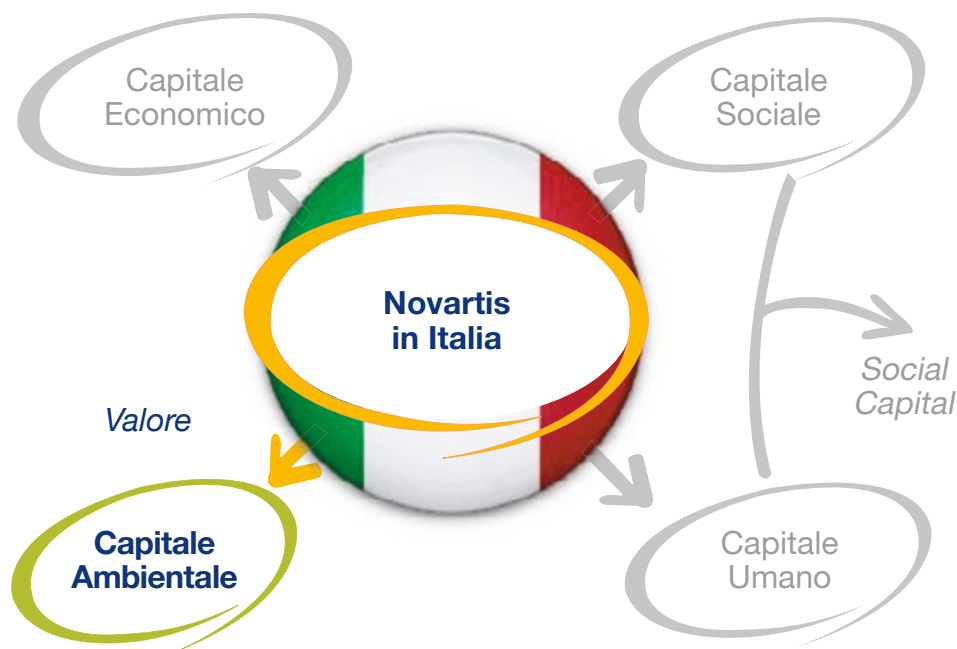 Capitale
Economico
Capitale
Sociale
Novartis
in Italia
Social
Capital
Valore
Capitale
Ambientale
Capitale
Umano